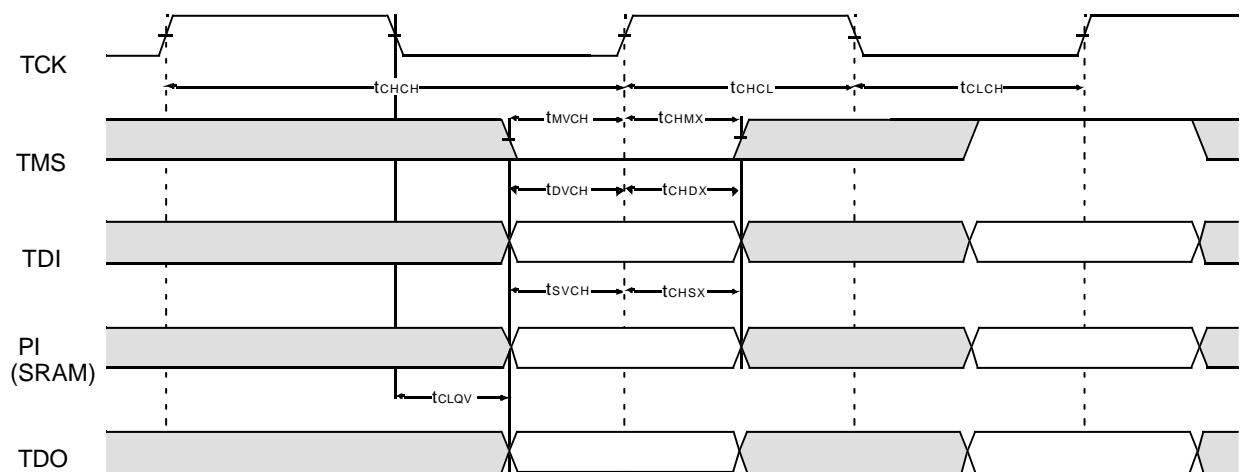 TCK
tCHCH
tCHCL
tCLCH
tMVCH
tCHMX
TMS
tDVCH
tCHDX
TDI
tSVCH
tCHSX
PI
(SRAM)
tCLQV
TDO